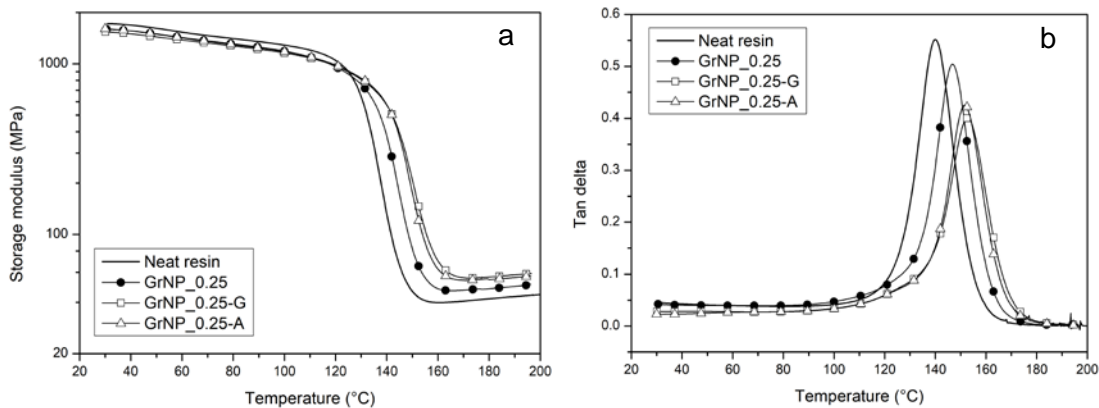 a
Storage modulus (MPa)
1000
100
20
Neat resin
GrNP_0.25
GrNP_0.25-G
GrNP_0.25-A
20 40 60 80 100 120 140 160 180 200
Temperature (°C)
b
Tan delta
0.6
0.5
0.4
0.3
0.2
0.1
0.0
Neat resin
GrNP_0.25
GrNP_0.25-G
GrNP_0.25-A
20 40 60 80 100 120 140 160 180 200
Temperature (°C)